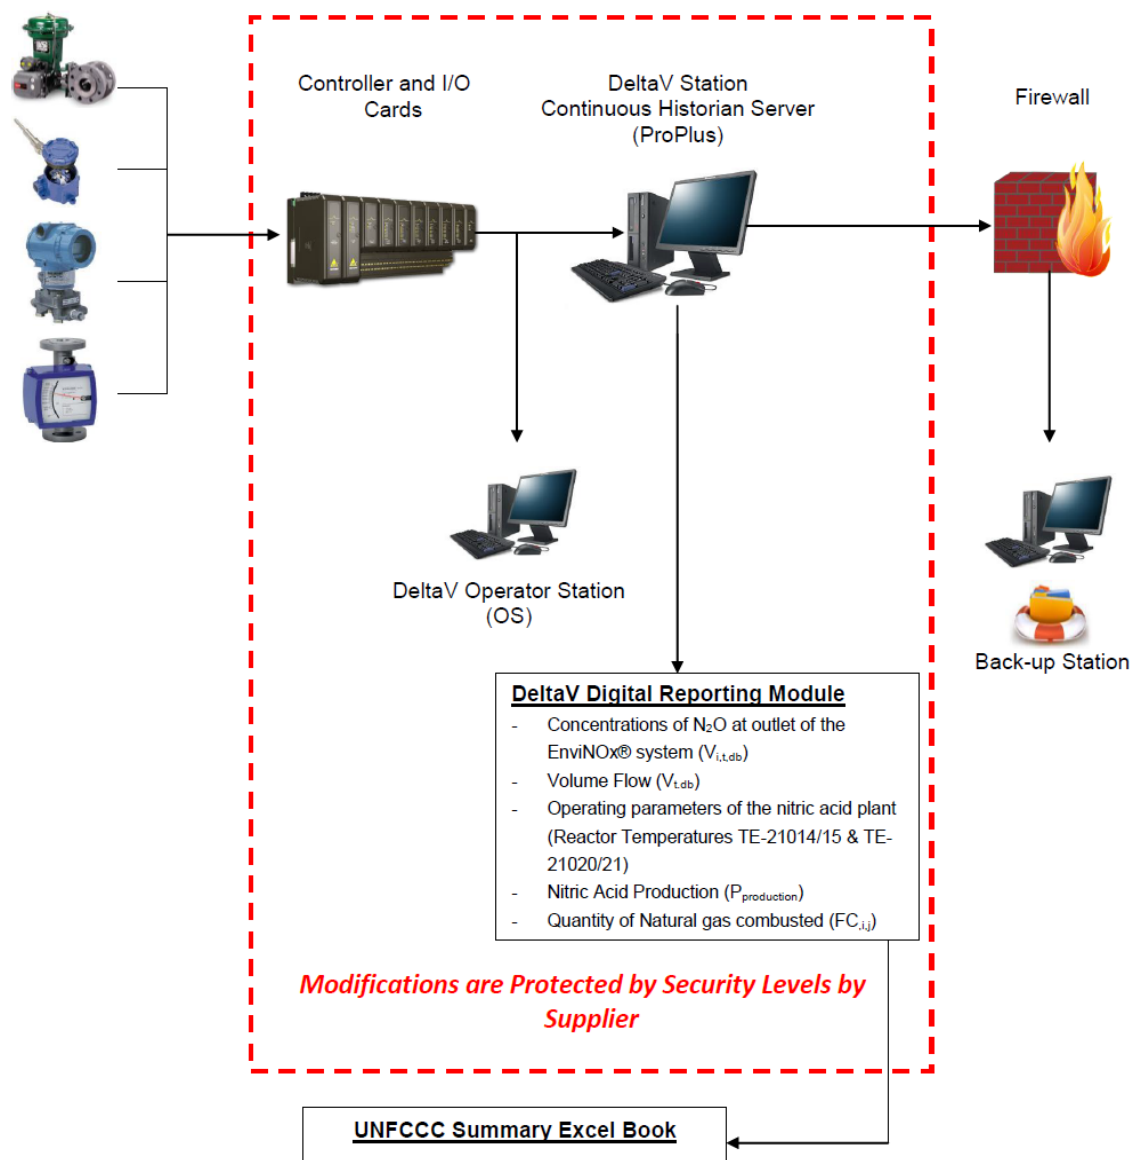 Controller and I/O
Cards
DeltaV Station
Continuous Historian Server
(ProPlus)
Firewall
DeltaV Operator Station
(OS)
Back-up Station
DeltaV Digital Reporting Module
- Concentrations of N₂O at outlet of the
EnviNOx® system (Vi,t,db)
- Volume Flow (Vt.db)
- Operating parameters of the nitric acid plant
(Reactor Temperatures TE-21014/15 & TE-
21020/21)
- Nitric Acid Production (Pproduction)
- Quantity of Natural gas combusted (FC,i,j)
Modifications are Protected by Security Levels by
Supplier
UNFCCC Summary Excel Book